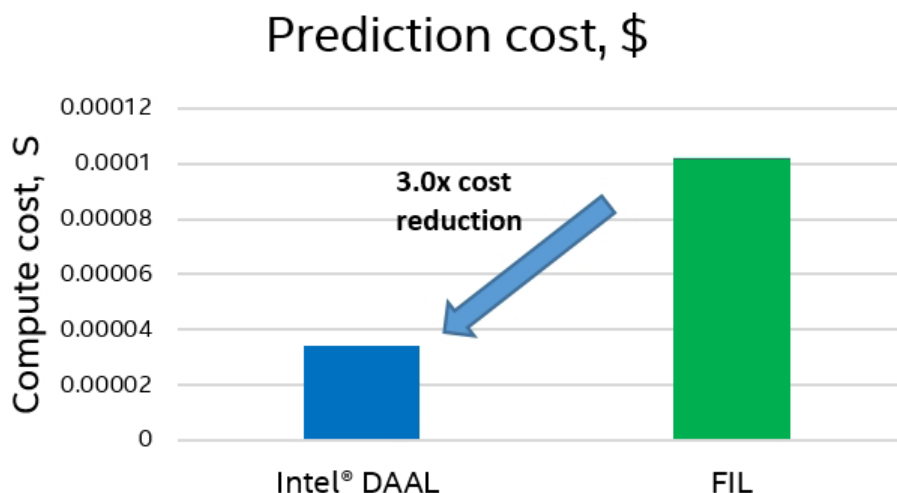 Prediction cost, $
Compute cost, S
0.00012
0.0001
0.00008
0.00006
0.00004
0.00002
0
3.0x cost
reduction
Intel® DAAL
FIL